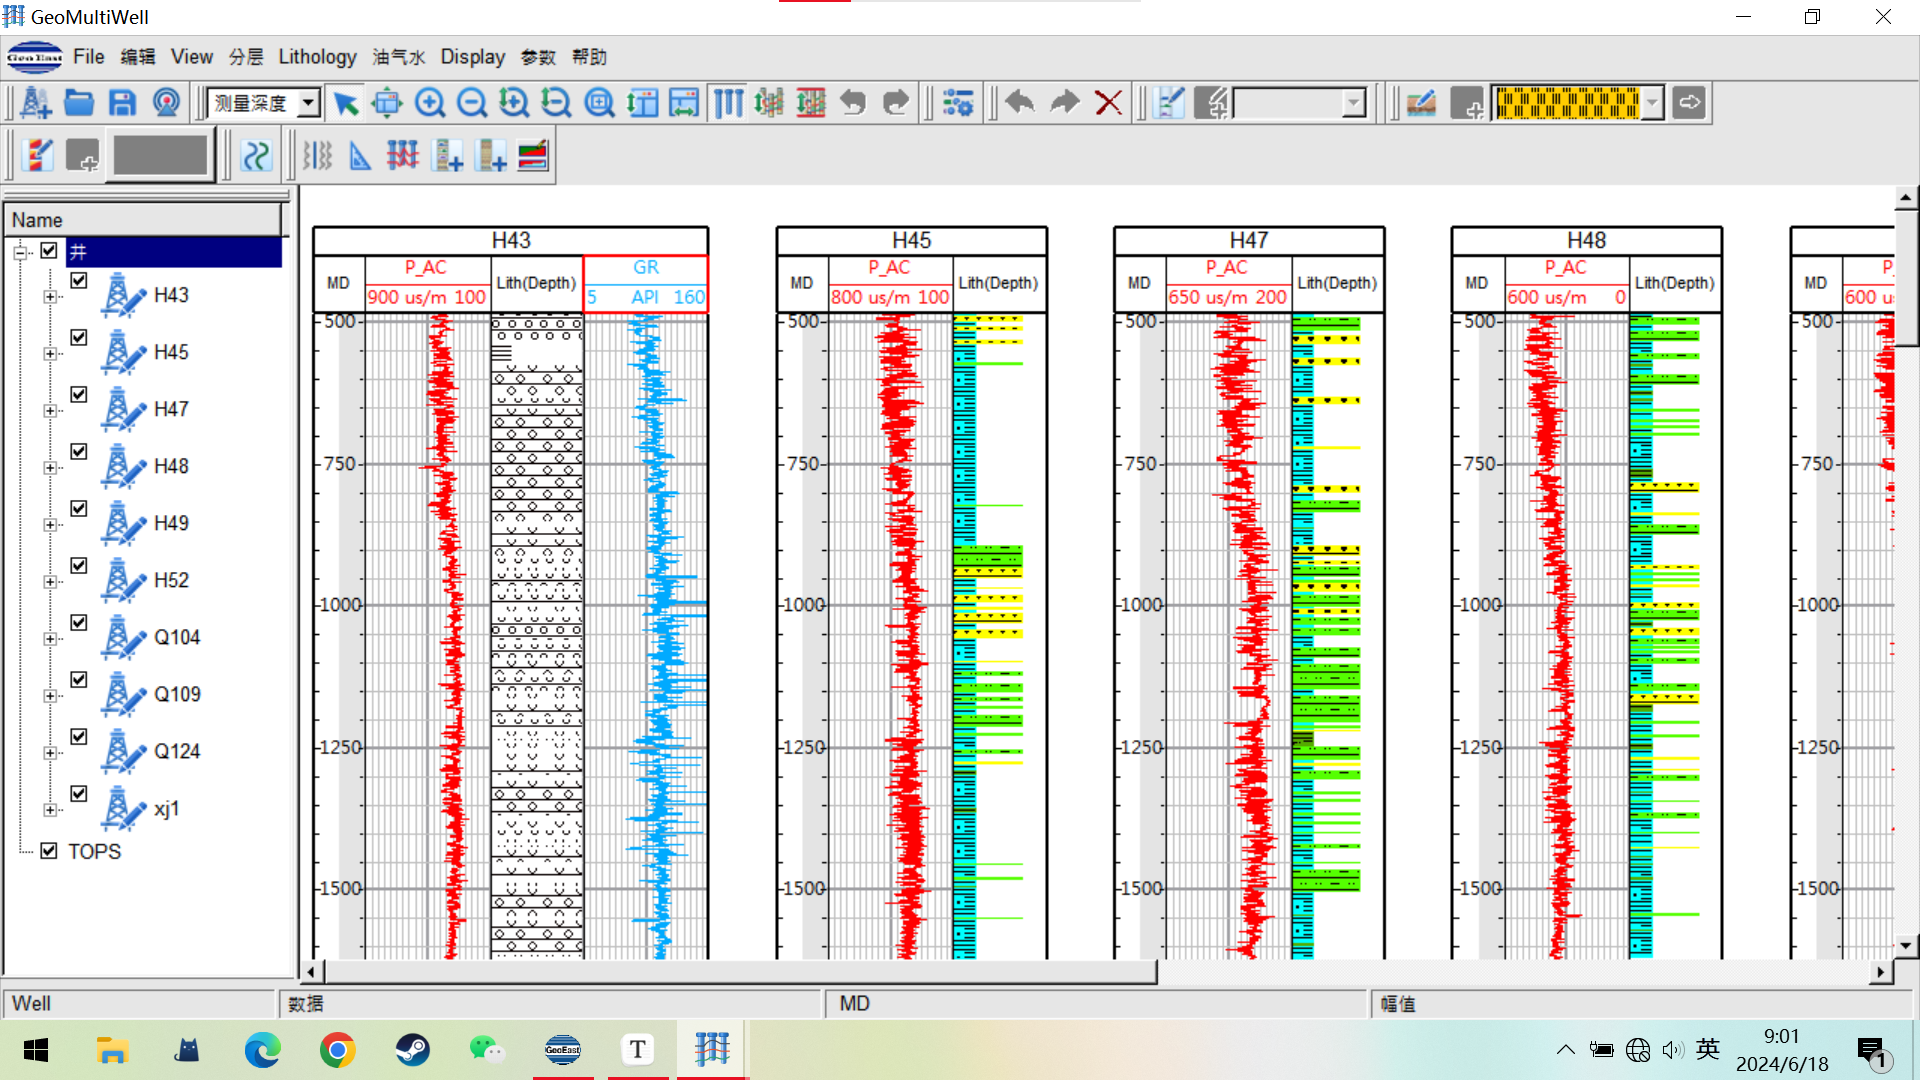 GeoMultiWell
GeoEast File 编辑 View 分层 Lithology 油气水 Display 参数 帮助
测量深度
Name
井
H43
H45
H47
H48
H49
H52
Q104
Q109
Q124
xj1
TOPS
H43
MD P_AC Lith(Depth) GR
900 us/m 100 5 API 160
500
750
1000
1250
1500
H45
MD P_AC Lith(Depth)
800 us/m 100
500
750
1000
1250
1500
H47
MD P_AC Lith(Depth)
650 us/m 200
500
750
1000
1250
1500
H48
MD P_AC Lith(Depth)
600 us/m 0
500
750
1000
1250
1500
MD
600
500
750
1000
1250
1500
Well 数据 MD 幅值
GeoEast T 英 9:01
2024/6/18 1